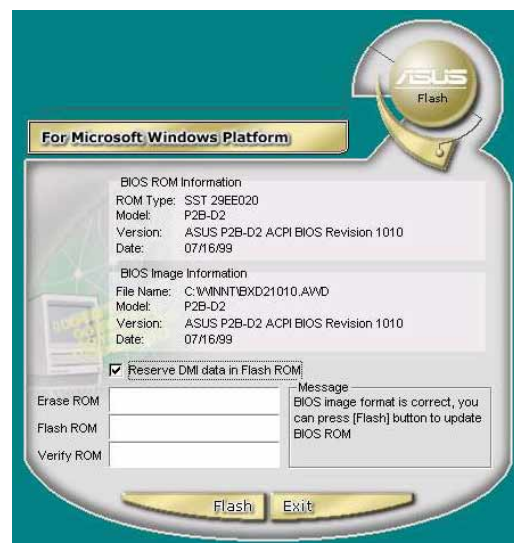 ASUS
Flash
For Microsoft Windows Platform
BIOS ROM Information
ROM Type: SST 29EE020
Model: P2B-D2
Version: ASUS P2B-D2 ACPI BIOS Revision 1010
Date: 07/16/99
BIOS Image Information
File Name: C:\WINNT\BXD21010.AWD
Model: P2B-D2
Version: ASUS P2B-D2 ACPI BIOS Revision 1010
Date: 07/16/99
Reserve DMI data in Flash ROM
Erase ROM
Flash ROM
Verify ROM
Message
BIOS image format is correct, you
can press [Flash] button to update
BIOS ROM
Flash
Exit